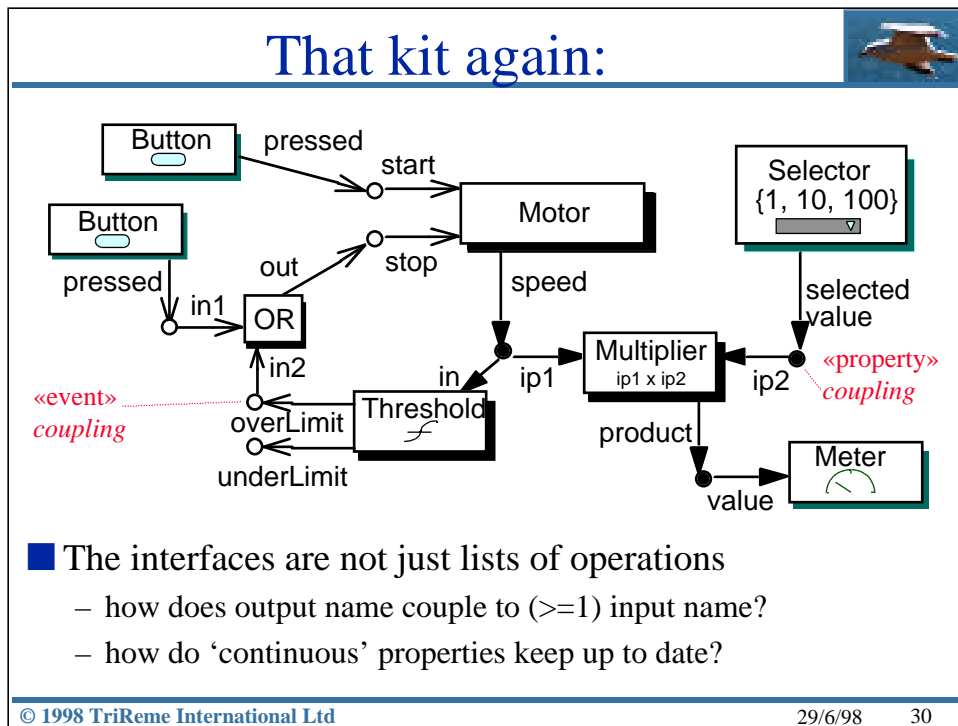 That kit again:
Button
pressed
start
Motor
Selector
{1, 10, 100}
Button
pressed
in1
out
stop
OR
in2
speed
selected
value
in
ip1
Multiplier
ip1 x ip2
ip2
«property»
coupling
«event»
coupling
overLimit
Threshold
underLimit
product
value
Meter
The interfaces are not just lists of operations
– how does output name couple to (>=1) input name?
– how do ‘continuous’ properties keep up to date?
© 1998 TriReme International Ltd
29/6/98 30